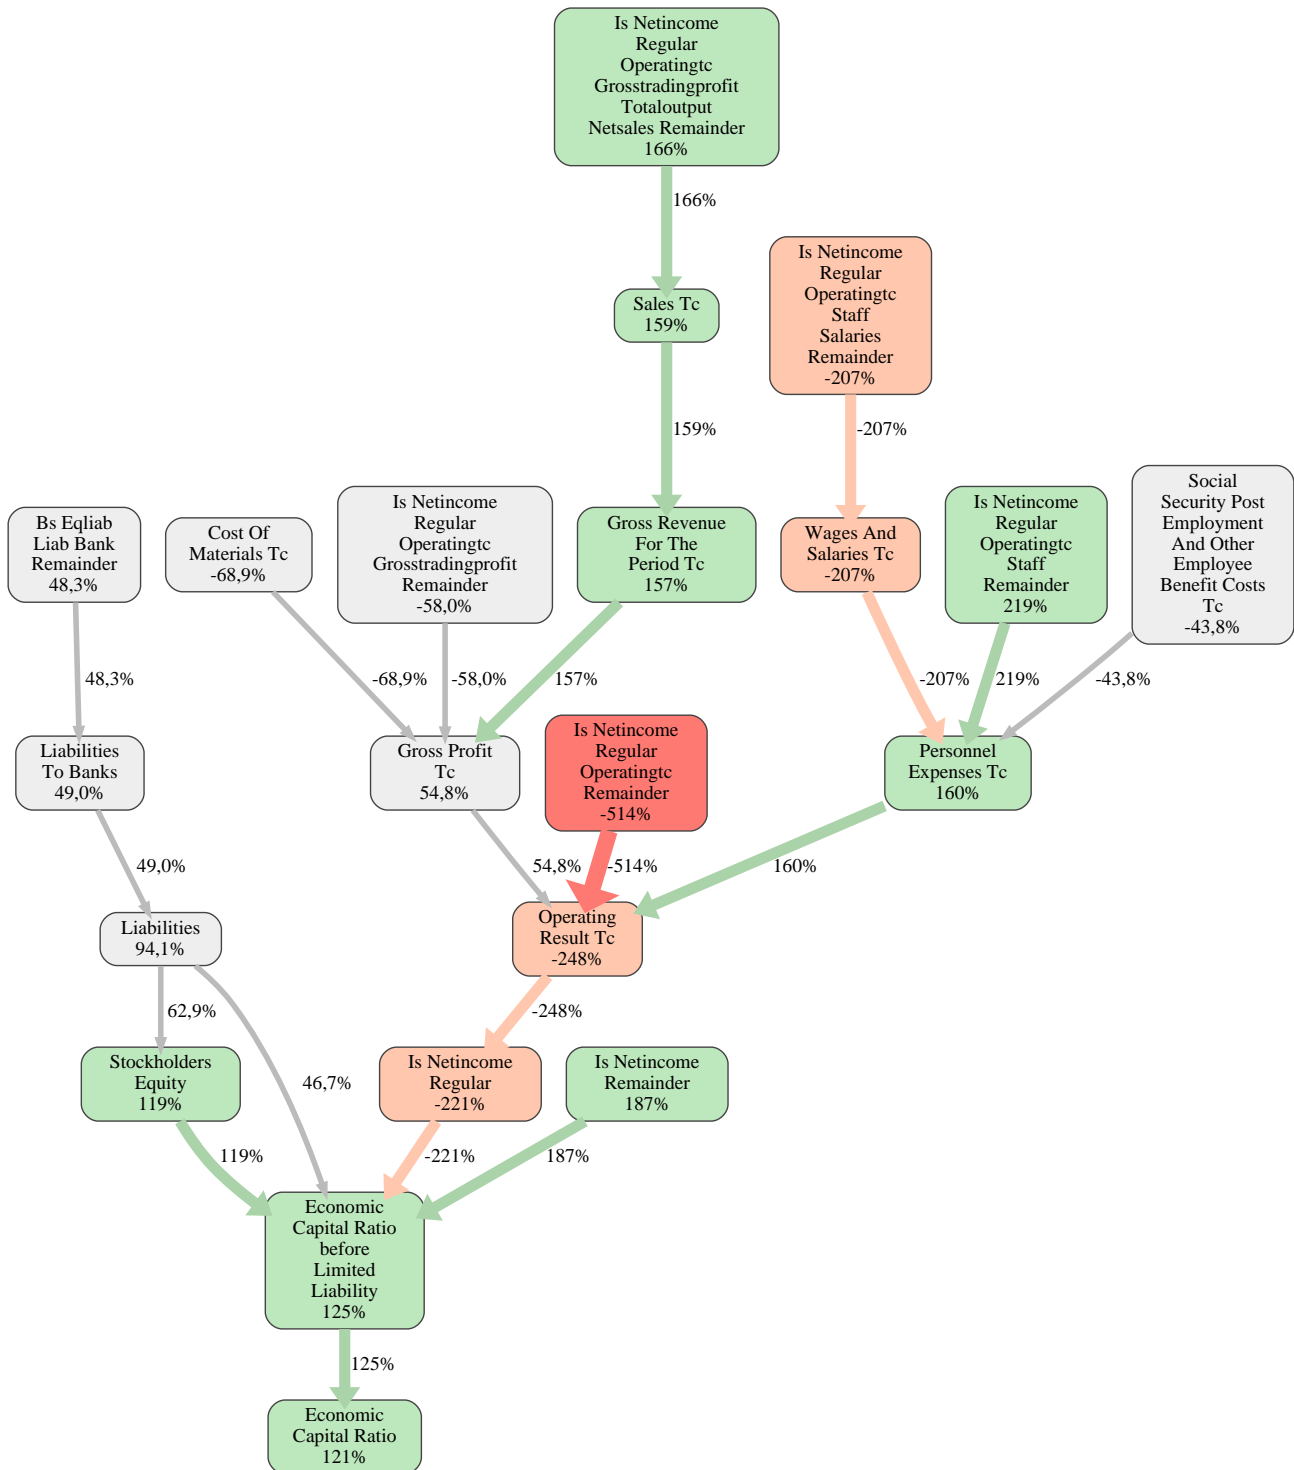 Is Netincome
Regular
Operatingtc
Grosstradingprofit
Totaloutput
Netsales Remainder
166%
166%
Is Netincome
Regular
Operatingtc
Staff
Salaries
Remainder
-207%
Sales Tc
159%
159%
-207%
Social
Security Post
Employment
And Other
Employee
Benefit Costs
Tc
-43,8%
Is Netincome
Regular
Operatingtc
Grosstradingprofit
Remainder
-58,0%
Is Netincome
Regular
Operatingtc
Staff
Remainder
219%
Bs Eqliab
Liab Bank
Remainder
48,3%
Cost Of
Materials Tc
-68,9%
Gross Revenue
For The
Period Tc
157%
Wages And
Salaries Tc
-207%
48,3%
-68,9%
-58,0%
157%
-207%
219%
-43,8%
Is Netincome
Regular
Operatingtc
Remainder
-514%
Liabilities
To Banks
49,0%
Gross Profit
Tc
54,8%
Personnel
Expenses Tc
160%
49,0%
54,8%
-514%
160%
Liabilities
94,1%
Operating
Result Tc
-248%
62,9%
-248%
Stockholders
Equity
119%
46,7%
Is Netincome
Regular
-221%
Is Netincome
Remainder
187%
119%
-221%
187%
Economic
Capital Ratio
before
Limited
Liability
125%
125%
Economic
Capital Ratio
121%